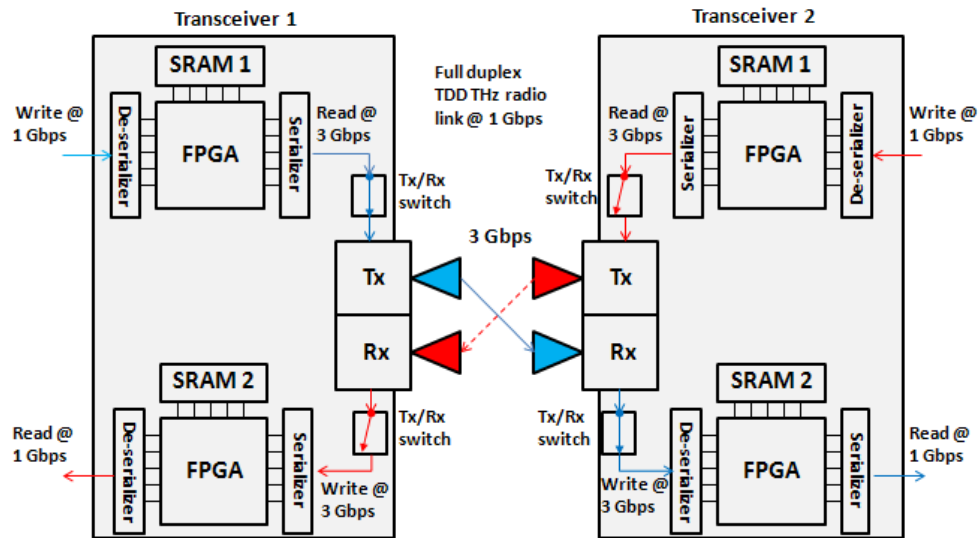 Transceiver 1
Transceiver 2
SRAM 1
Write @
1 Gbps
De-serializer
FPGA
Serializer
Read @
3 Gbps
Tx/Rx
switch
Full duplex
TDD THz radio
link @ 1 Gbps
SRAM 1
Read @
3 Gbps
Serializer
FPGA
De-serializer
Write @
1 Gbps
Tx/Rx
switch
3 Gbps
Tx
Rx
Tx
Rx
SRAM 2
Read @
1 Gbps
De-serializer
FPGA
Serializer
Tx/Rx
switch
Write @
3 Gbps
SRAM 2
Tx/Rx
switch
Write @
3 Gbps
De-serializer
FPGA
Serializer
Read @
1 Gbps